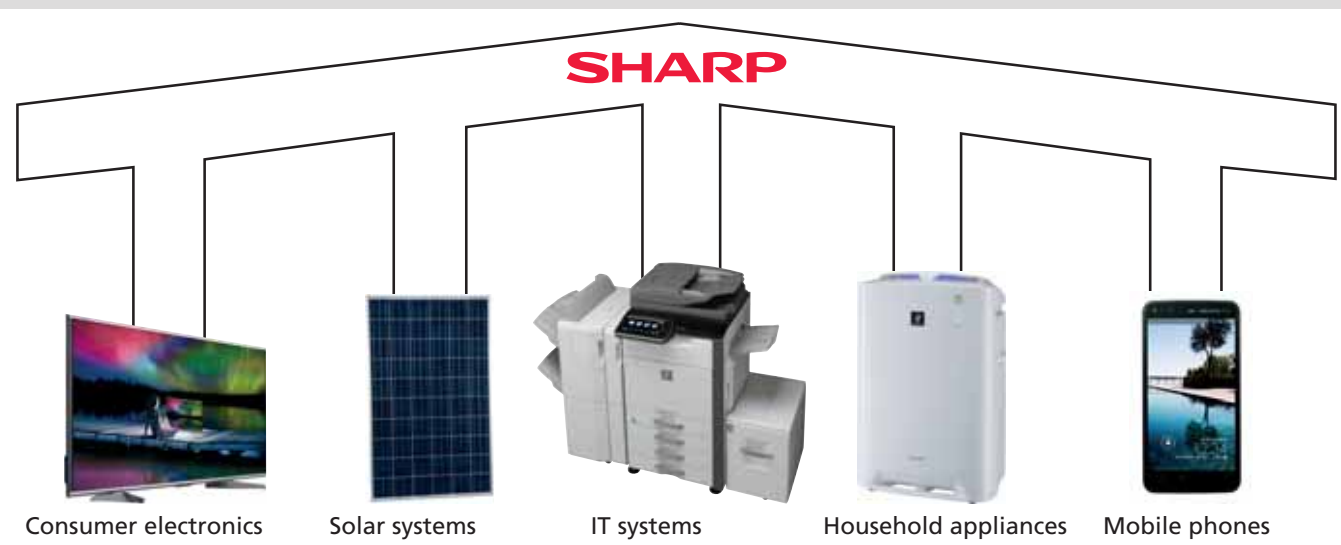 SHARP
Consumer electronics
Solar systems
IT systems
Household appliances
Mobile phones